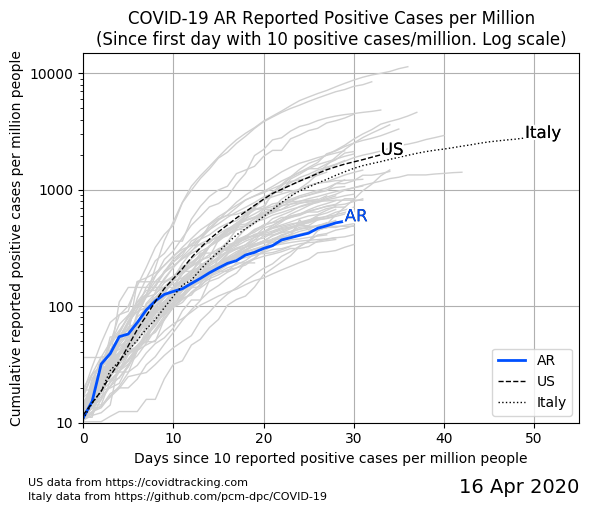 COVID-19 AR Reported Positive Cases per Million
(Since first day with 10 positive cases/million. Log scale)
Cumulative reported positive cases per million people
10000
1000
100
10
US
Italy
AR
AR
US
Italy
0
10
20
30
40
50
Days since 10 reported positive cases per million people
US data from https://covidtracking.com
Italy data from https://github.com/pcm-dpc/COVID-19
16 Apr 2020